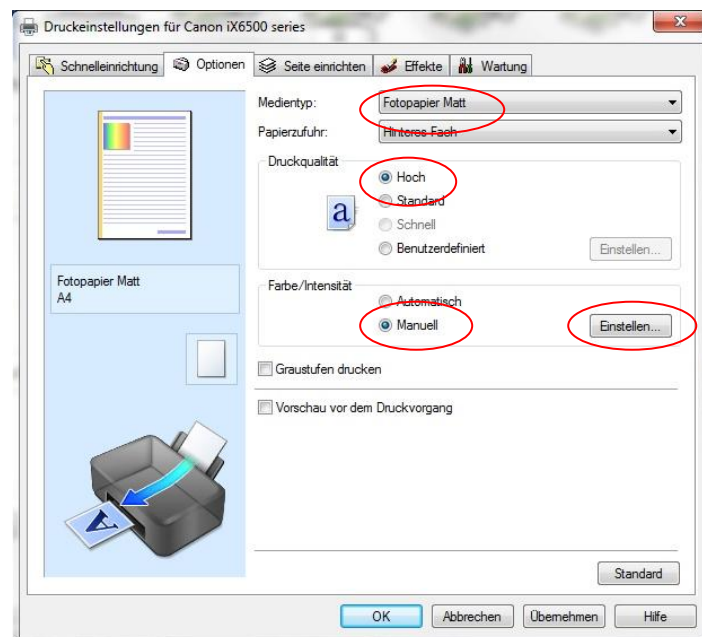 Druckeinstellungen für Canon iX6500 series
Schnelleinrichtung Optionen Seite einrichten Effekte Wartung
Medientyp: Fotopapier Matt
Papierzufuhr: Hinteres Fach
Druckqualität
Hoch
a Standard
Schnell
Benutzerdefiniert Einstellen...
Fotopapier Matt
A4
Farbe/Intensität
Automatisch
Manuell Einstellen...
Graustufen drucken
Vorschau vor dem Druckvorgang
A
Standard
OK Abbrechen Übernehmen Hilfe